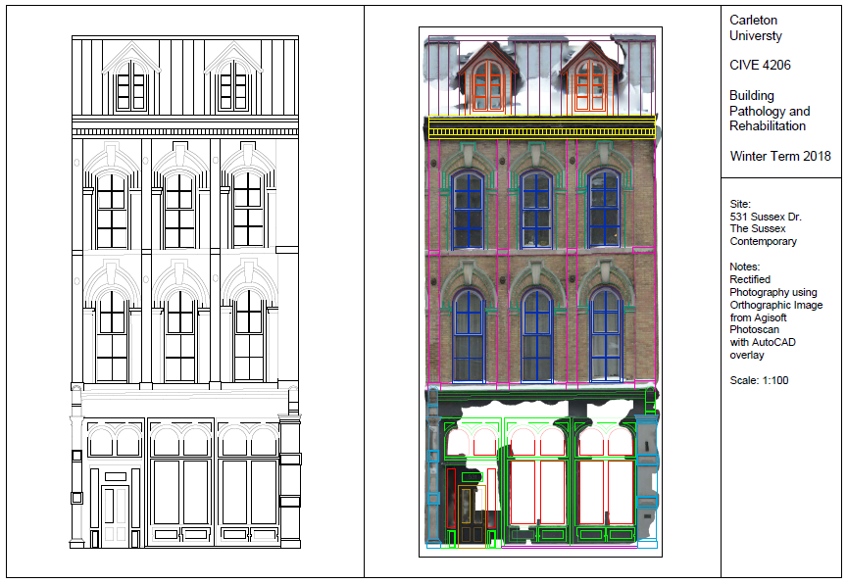 Carleton
Universty
CIVE 4206
Building
Pathology and
Rehabilitation
Winter Term 2018
Site:
531 Sussex Dr.
The Sussex
Contemporary
Notes:
Rectified
Photography using
Orthographic Image
from Agisoft
Photoscan
with AutoCAD
overlay
Scale: 1:100